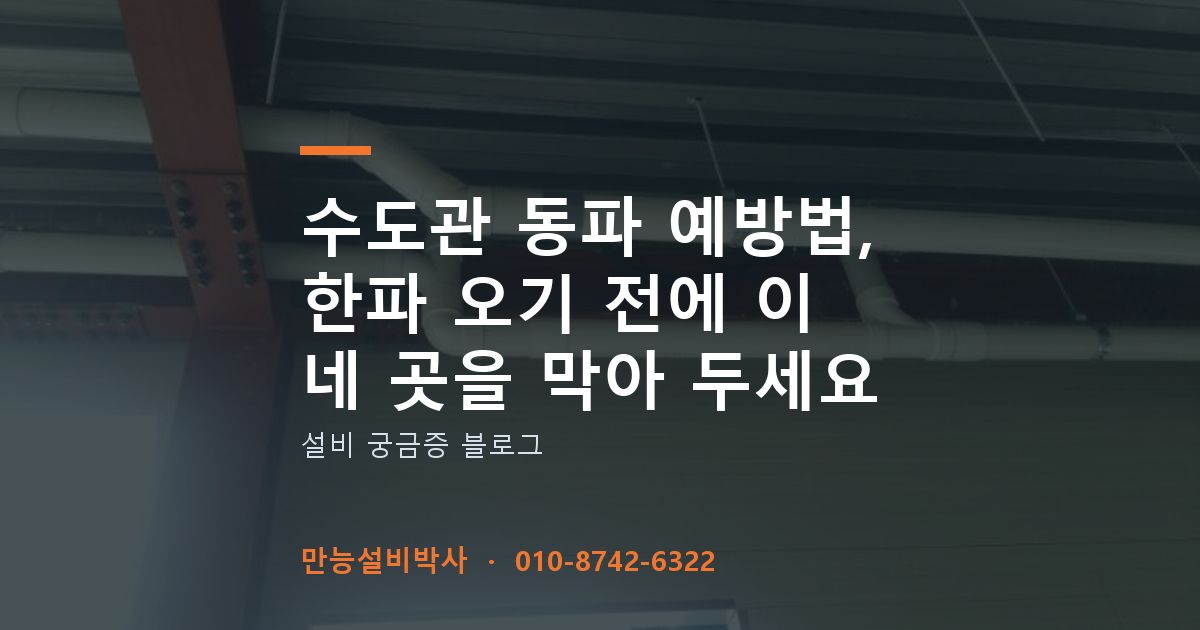 수도관 동파 예방법,
한파 오기 전에 이
네 곳을 막아 두세요
설비 궁금증 블로그
만능설비박사 · 010-8742-6322